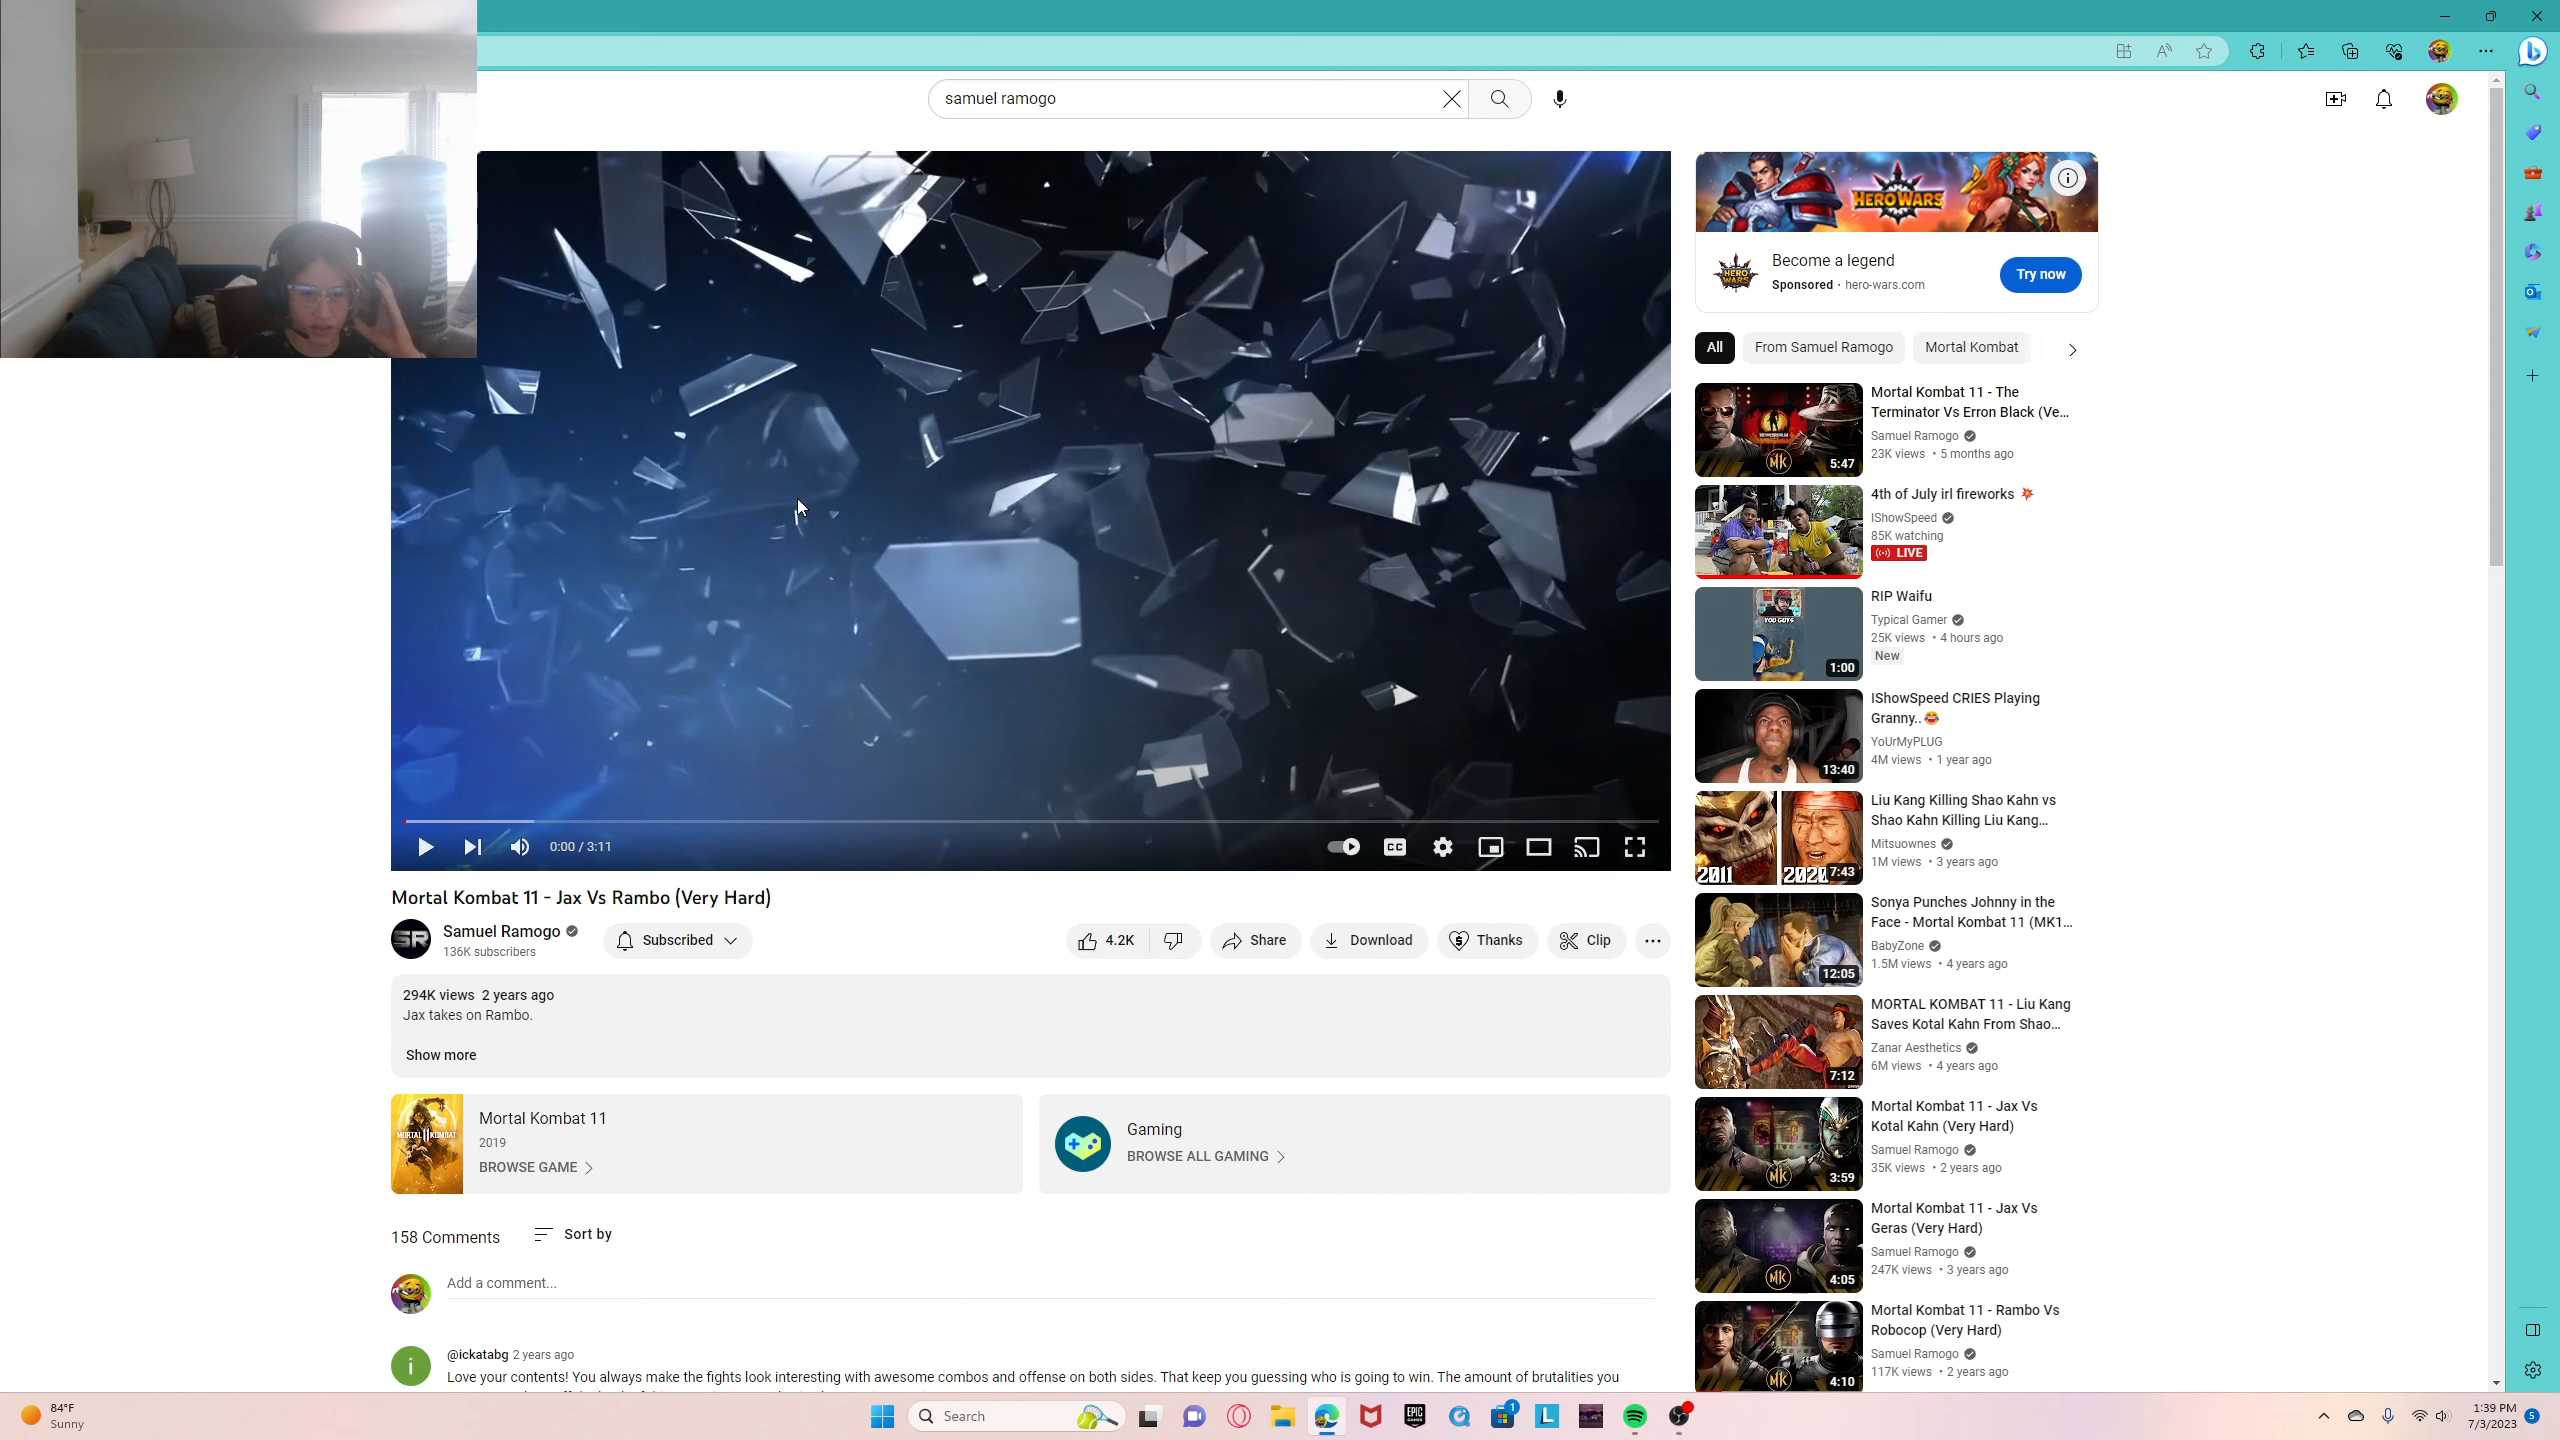 samuel ramogo
HERO WARS
Become a legend
Sponsored · hero-wars.com
Try now
All
From Samuel Ramogo
Mortal Kombat
Mortal Kombat 11 - The
Terminator Vs Erron Black (Ve...
Samuel Ramogo
23K views • 5 months ago
5:47
4th of July irl fireworks 💥
IShowSpeed
85K watching
LIVE
RIP Waifu
Typical Gamer
25K views • 4 hours ago
New
YOU GUYS
1:00
IShowSpeed CRIES Playing
Granny..😂
YoUrMyPLUG
4M views • 1 year ago
13:40
Liu Kang Killing Shao Kahn vs
Shao Kahn Killing Liu Kang...
Mitsuownes
1M views • 3 years ago
2011
2020
7:43
Sonya Punches Johnny in the
Face - Mortal Kombat 11 (MK1...
BabyZone
1.5M views • 4 years ago
12:05
MORTAL KOMBAT 11 - Liu Kang
Saves Kotal Kahn From Shao...
Zanar Aesthetics
6M views • 4 years ago
7:12
Mortal Kombat 11 - Jax Vs
Kotal Kahn (Very Hard)
Samuel Ramogo
35K views • 2 years ago
3:59
Mortal Kombat 11 - Jax Vs
Geras (Very Hard)
Samuel Ramogo
247K views • 3 years ago
4:05
Mortal Kombat 11 - Rambo Vs
Robocop (Very Hard)
Samuel Ramogo
117K views • 2 years ago
4:10
0:00 / 3:11
CC
Mortal Kombat 11 - Jax Vs Rambo (Very Hard)
SR
Samuel Ramogo
136K subscribers
Subscribed
4.2K
Share
Download
Thanks
Clip
294K views 2 years ago
Jax takes on Rambo.
Show more
MORTAL KOMBAT
Mortal Kombat 11
2019
BROWSE GAME
Gaming
BROWSE ALL GAMING
158 Comments
Sort by
Add a comment...
i
@ickatabg 2 years ago
Love your contents! You always make the fights look interesting with awesome combos and offense on both sides. That keep you guessing who is going to win. The amount of brutalities you
84°F
Sunny
Search
EPIC GAMES
1
L
1:39 PM
7/3/2023
5